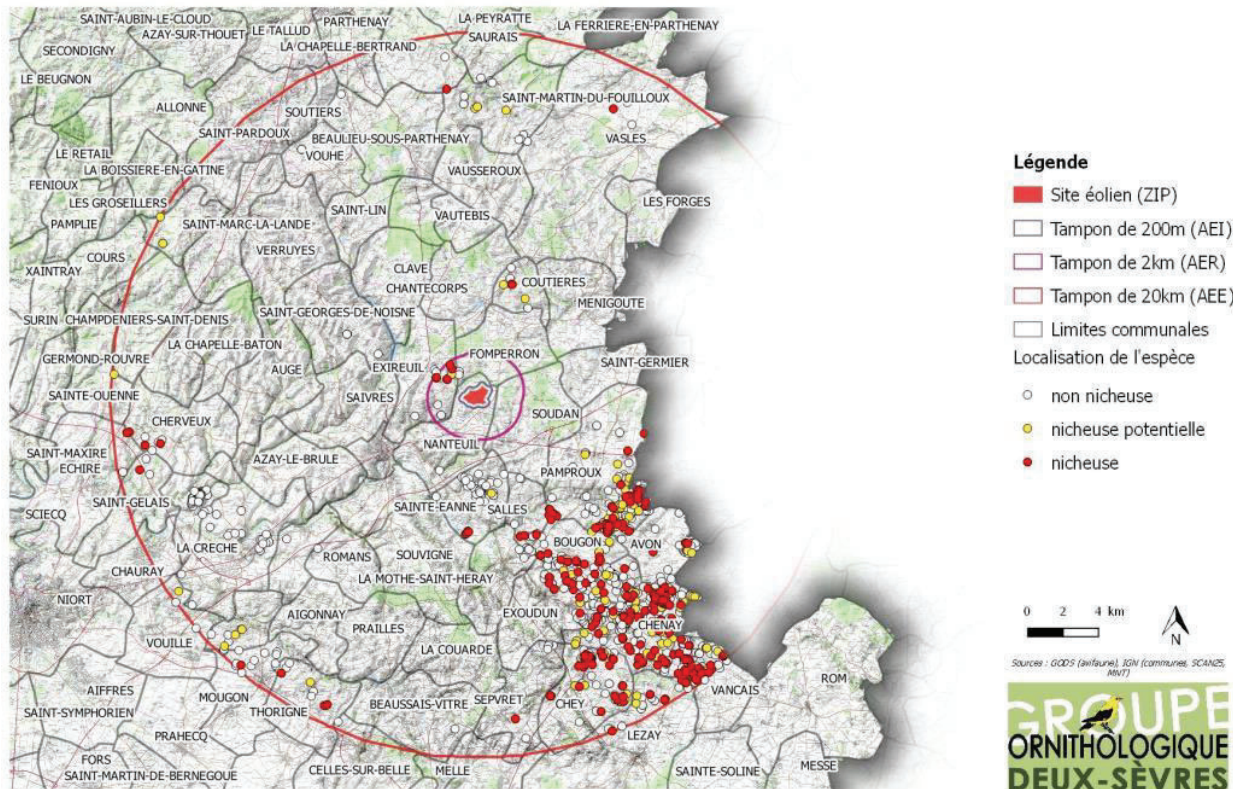 SAINT-AUBIN-LE-CLOUD
PARTHENAY
LA PEYRATTE
LA FERRIERE-EN-PARTHENAY
AZAY-SUR-THOUET
LE TALLUD
SAURAIS
SECONDIGNY
LA CHAPELLE-BERTRAND
LE BEUGNON
ALLONNE
SOUTIERS
SAINT-MARTIN-DU-FOUILLOUX
SAINT-PARDOUX
BEAULIEU-SOUS-PARTHENAY
VASLES
LE RETAIL
VOUHE
LA BOISSIERE-EN-GATINE
VAUSSEROUX
FENIOUX
LES GROSEILLERS
SAINT-LIN
VAUTEBIS
LES FORGES
PAMPLIE
SAINT-MARC-LA-LANDE
COURS
VERRUYES
XAINTRAY
CLAVE
CHANTECORPS
COUTIERES
MENIGOUTE
SURIN
CHAMPDENIERS-SAINT-DENIS
SAINT-GEORGES-DE-NOISNE
LA CHAPELLE-BATON
GERMOND-ROUVRE
AUGE
EXIREUIL
FOMPERRON
SAINT-GERMIER
SAINTE-OUENNE
SAIVRES
SOUDAN
CHERVEUX
NANTEUIL
SAINT-MAXIRE
ECHIRE
AZAY-LE-BRULE
PAMPROUX
SAINT-GELAIS
SAINTE-EANNE
SALLES
SCIECQ
LA CRECHE
ROMANS
SOUVIGNE
BOUGON
AVON
CHAURAY
LA MOTHE-SAINT-HERAY
NIORT
AIGONNAY
EXOUDUN
CHENAY
VOUILLE
PRAILLES
LA COUARDE
AIFFRES
MOUGON
SEPVRET
CHEY
VANCAIS
ROM
SAINT-SYMPHORIEN
THORIGNE
BEAUSSAIS-VITRE
PRAHECQ
LEZAY
FORS
CELLES-SUR-BELLE
MELLE
SAINTE-SOLINE
MESSE
SAINT-MARTIN-DE-BERNEGOUE
Légende
Site éolien (ZIP)
Tampon de 200m (AEI)
Tampon de 2km (AER)
Tampon de 20km (AEE)
Limites communales
Localisation de l'espèce
non nicheuse
nicheuse potentielle
nicheuse
0 2 4 km
N
Sources : GODS (avifaune), IGN (communes, SCAN25,
MNT)
GROUPE
ORNITHOLOGIQUE
DEUX-SÈVRES